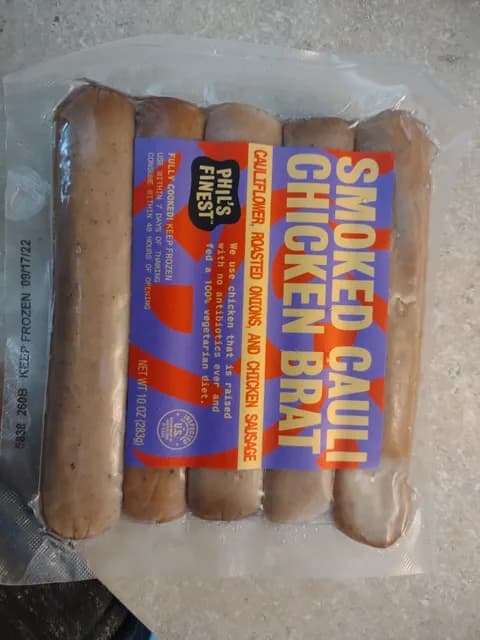 SMOKED CAULI
CHICKEN BRAT
CAULIFLOWER, ROASTED ONIONS, AND CHICKEN SAUSAGE
PHIL'S
FINEST
We use chicken that is raised
with no antibiotics ever and
fed a 100% vegetarian diet.
FULLY COOKED! KEEP FROZEN
USE WITHIN 7 DAYS OF THAWING
CONSUME WITHIN 48 HOURS OF OPENING
NET WT 10 OZ (283g)
5838 260B KEEP FROZEN 09/17/22